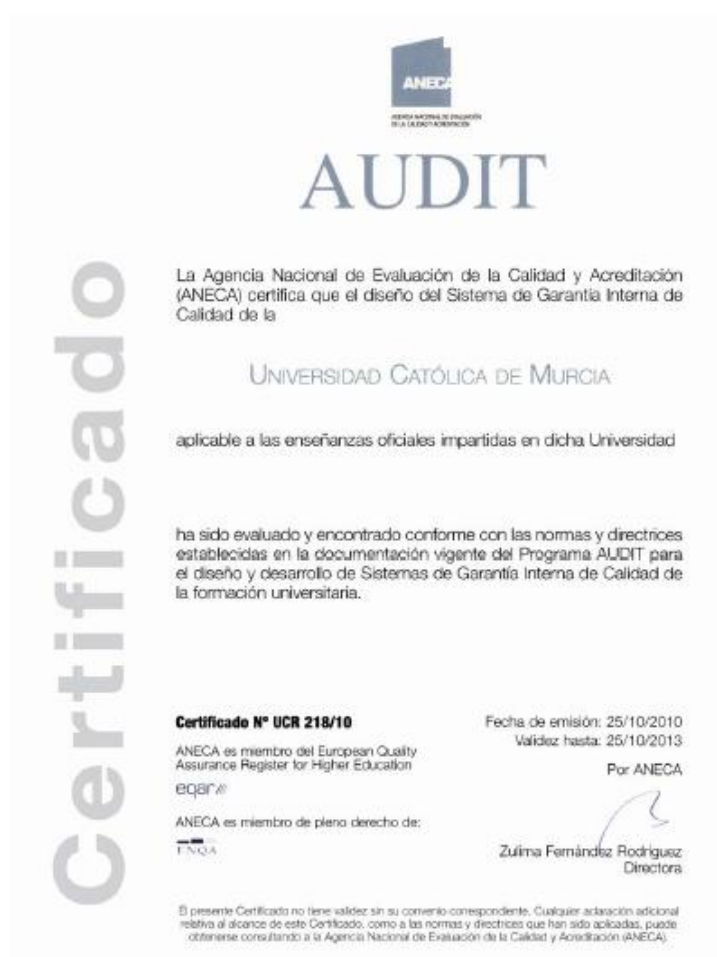 ANECA
AGENCIA NACIONAL DE EVALUACIÓN
DE LA CALIDAD Y ACREDITACIÓN
AUDIT
Certificado
La Agencia Nacional de Evaluación de la Calidad y Acreditación
(ANECA) certifica que el diseño del Sistema de Garantía Interna de
Calidad de la
UNIVERSIDAD CATÓLICA DE MURCIA
aplicable a las enseñanzas oficiales impartidas en dicha Universidad
ha sido evaluado y encontrado conforme con las normas y directrices
establecidas en la documentación vigente del Programa AUDIT para
el diseño y desarrollo de Sistemas de Garantía Interna de Calidad de
la formación universitaria.
Certificado Nº UCR 218/10
ANECA es miembro del European Quality
Assurance Register for Higher Education
eqar
ANECA es miembro de pleno derecho de:
ENQA
Fecha de emisión: 25/10/2010
Validez hasta: 25/10/2013
Por ANECA
Zulima Fernández Rodríguez
Directora
El presente Certificado no tiene validez sin su convenio correspondiente. Cualquier aclaración adicional
relativa al alcance de este Certificado, como a las normas y directrices que han sido aplicadas, puede
obtenerse consultando a la Agencia Nacional de Evaluación de la Calidad y Acreditación (ANECA).